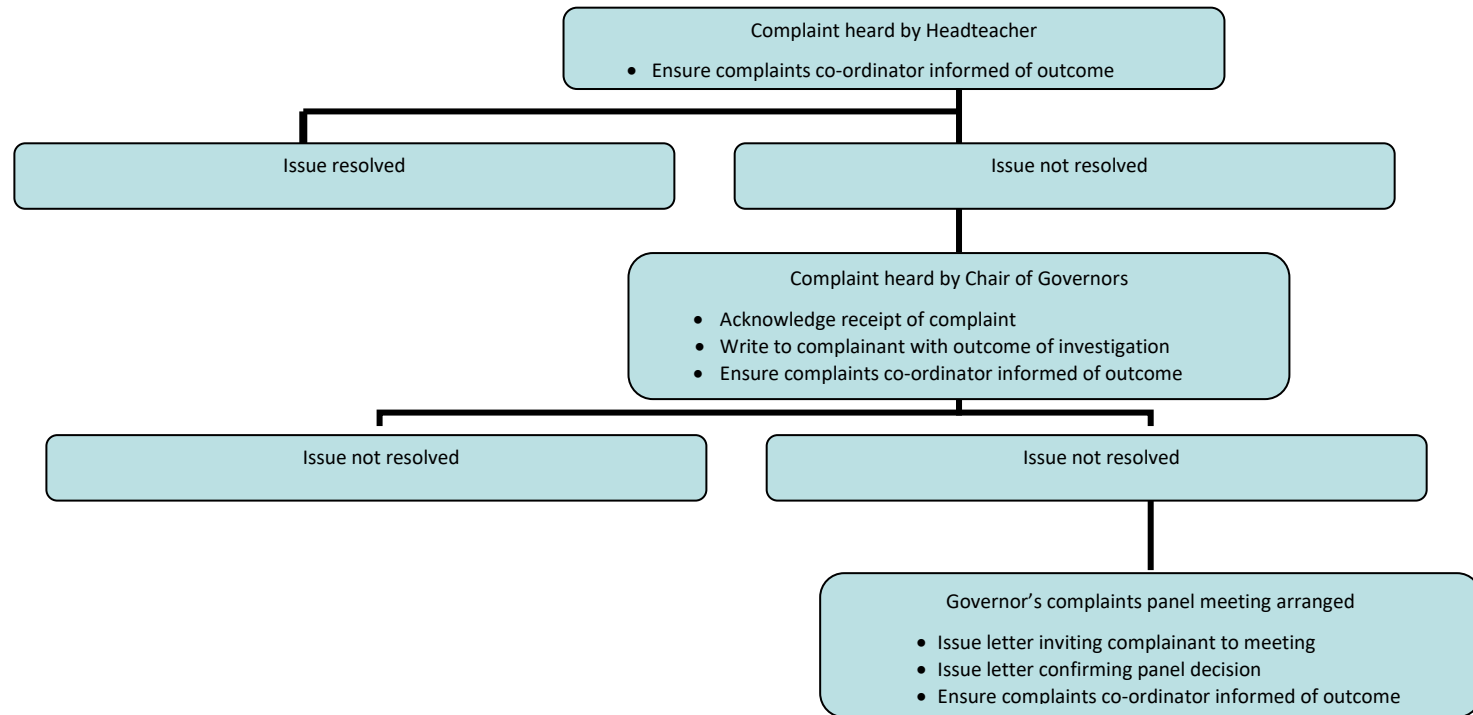 Complaint heard by Headteacher
• Ensure complaints co-ordinator informed of outcome
Issue resolved
Issue not resolved
Complaint heard by Chair of Governors
• Acknowledge receipt of complaint
• Write to complainant with outcome of investigation
• Ensure complaints co-ordinator informed of outcome
Issue not resolved
Issue not resolved
Governor’s complaints panel meeting arranged
• Issue letter inviting complainant to meeting
• Issue letter confirming panel decision
• Ensure complaints co-ordinator informed of outcome